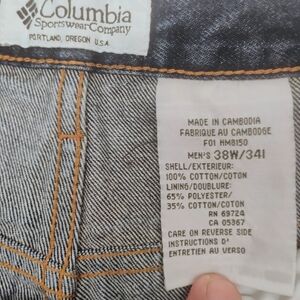 Columbia
Sportswear Company
PORTLAND, OREGON U.S.A.
MADE IN CAMBODIA
FABRIQUE AU CAMBODGE
F01 HM8150
MEN'S 38W/34I
SHELL/EXTERIEUR:
100% COTTON/COTON
LINING/DOUBLURE:
65% POLYESTER/
35% COTTON/COTON
RN 69724
CA 05367
CARE ON REVERSE SIDE
INSTRUCTIONS D'
ENTRETIEN AU VERSO